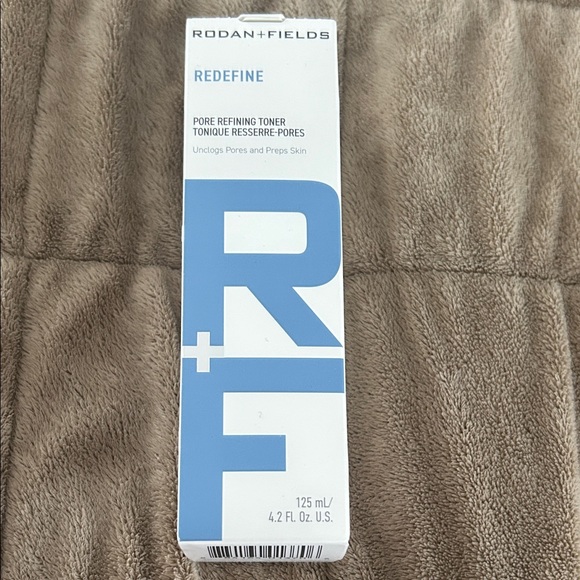 RODAN+FIELDS
REDEFINE
PORE REFINING TONER
TONIQUE RESSERRE-PORES
Unclogs Pores and Preps Skin
R
+
F
125 mL/
4.2 Fl. Oz. U.S.